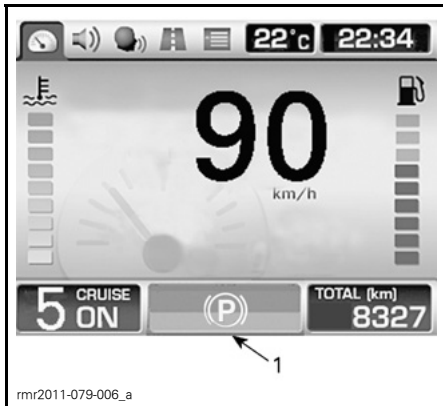 22°C 22:34
90
km/h
5 CRUISE ON
(P)
TOTAL (km)
8327
1
rmr2011-079-006_a